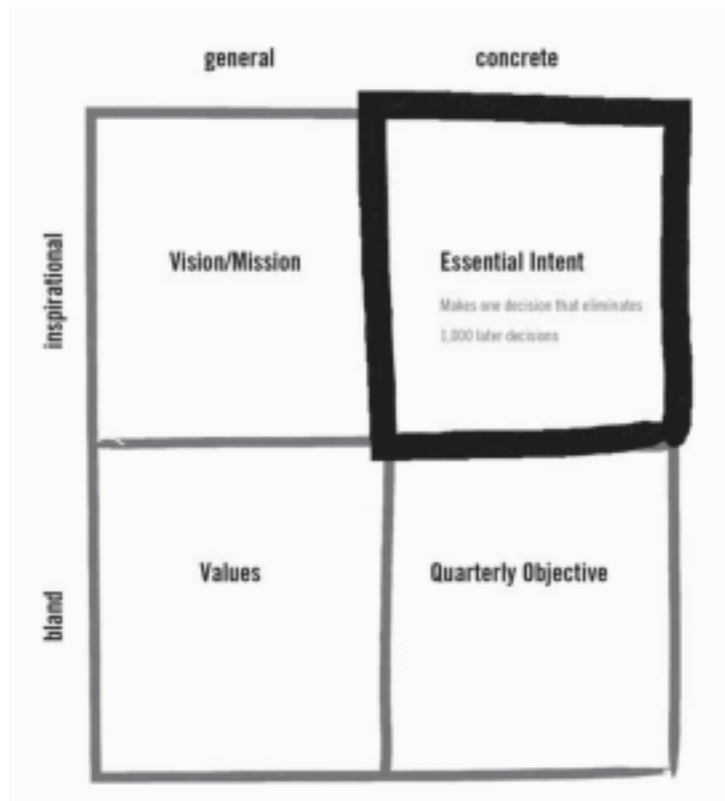 general
concrete
inspirational
Vision/Mission
Essential Intent
Makes one decision that eliminates
1,000 later decisions
bland
Values
Quarterly Objective